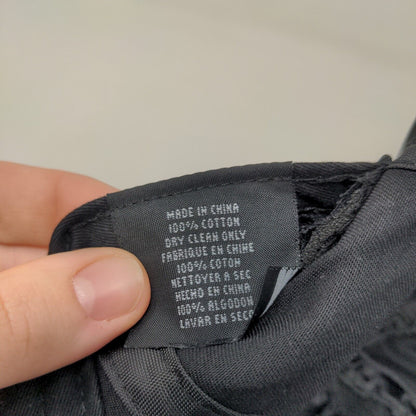 MADE IN CHINA
100% COTTON
DRY CLEAN ONLY
FABRIQUE EN CHINE
100% COTON
NETTOYER A SEC
HECHO EN CHINA
100% ALGODON
LAVAR EN SECO